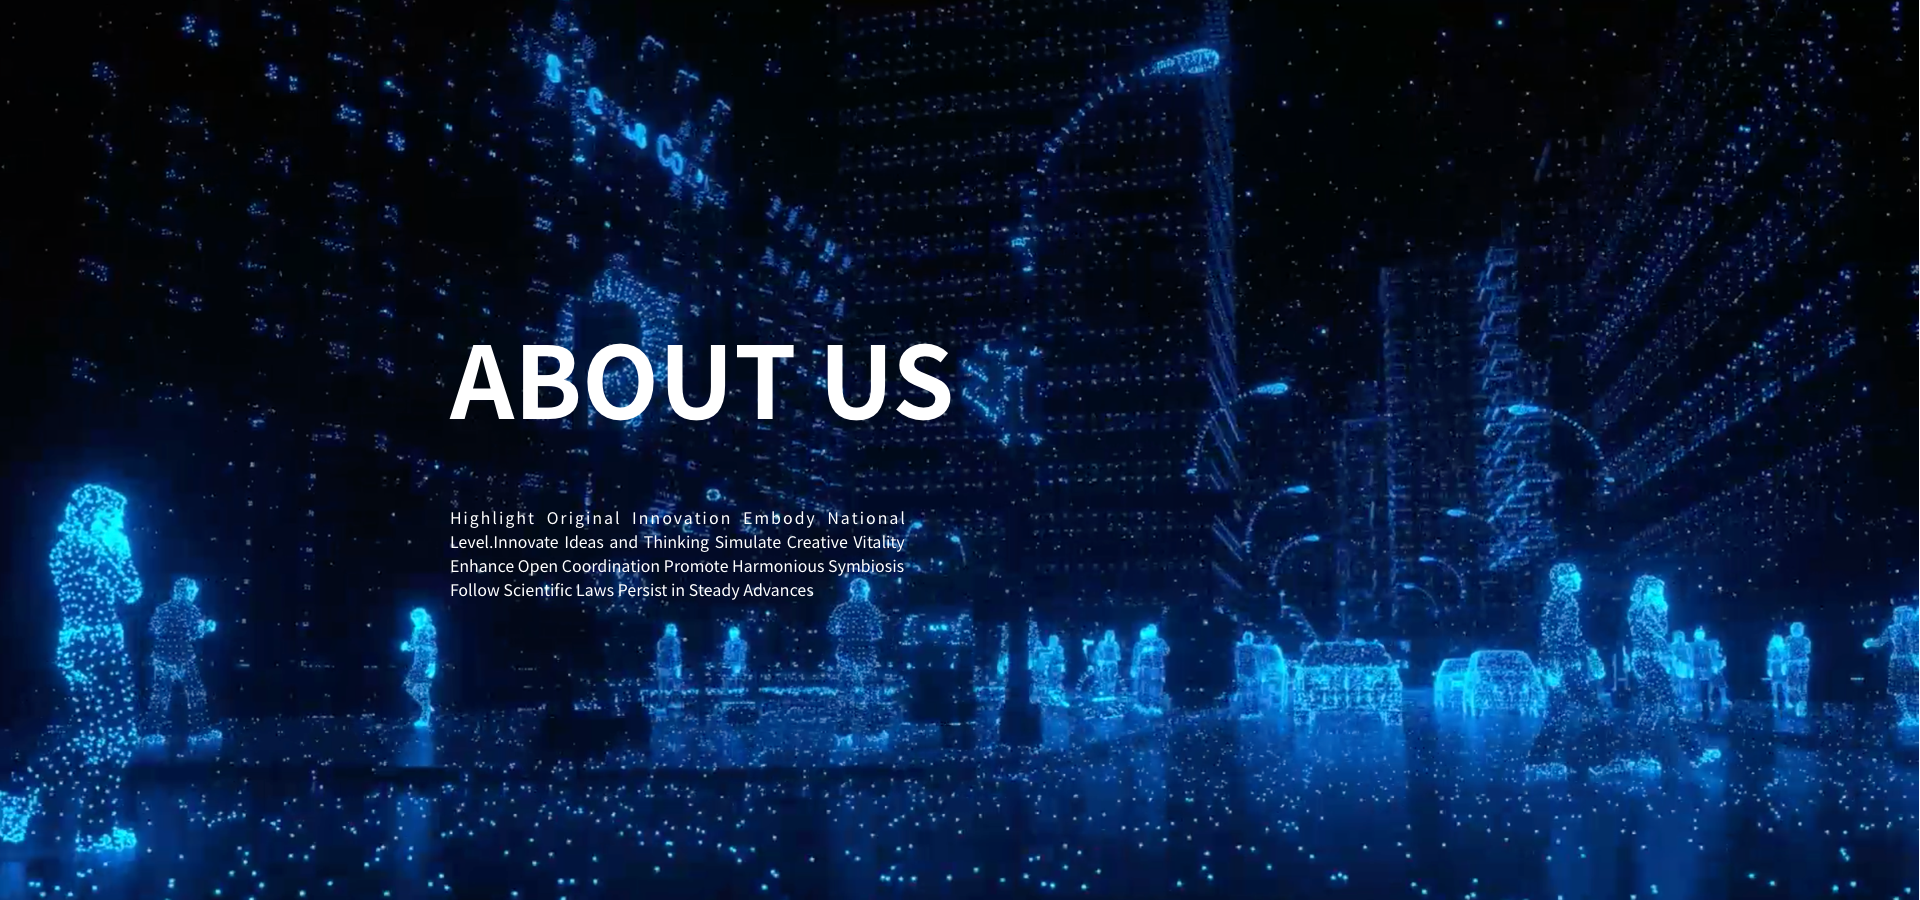 ABOUT US
Highlight Original Innovation Embody National
Level.Innovate Ideas and Thinking Simulate Creative Vitality
Enhance Open Coordination Promote Harmonious Symbiosis
Follow Scientific Laws Persist in Steady Advances